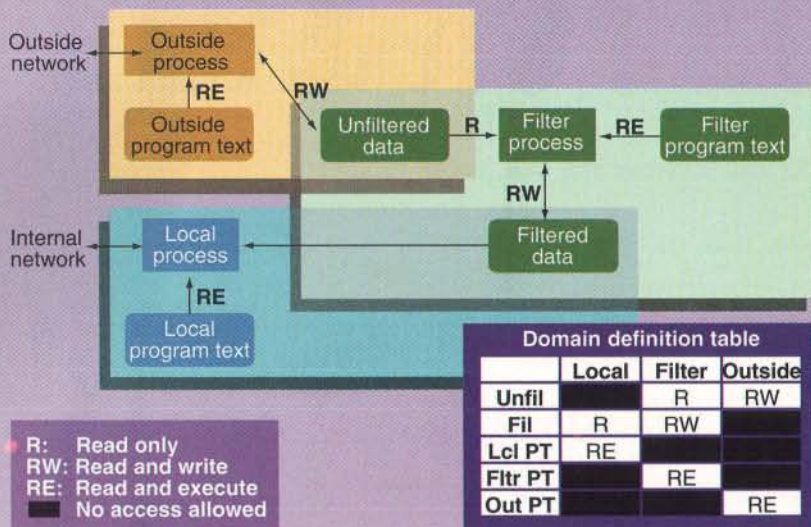 Outside
network
Outside
process
RE
RW
Outside
program text
Unfiltered
data
R
Filter
process
RE
Filter
program text
RW
Internal
network
Local
process
Filtered
data
RE
Local
program text
Domain definition table
Local Filter Outside
Unfil R RW
Fil R RW
Lcl PT RE
Fltr PT RE
Out PT RE
R: Read only
RW: Read and write
RE: Read and execute
No access allowed